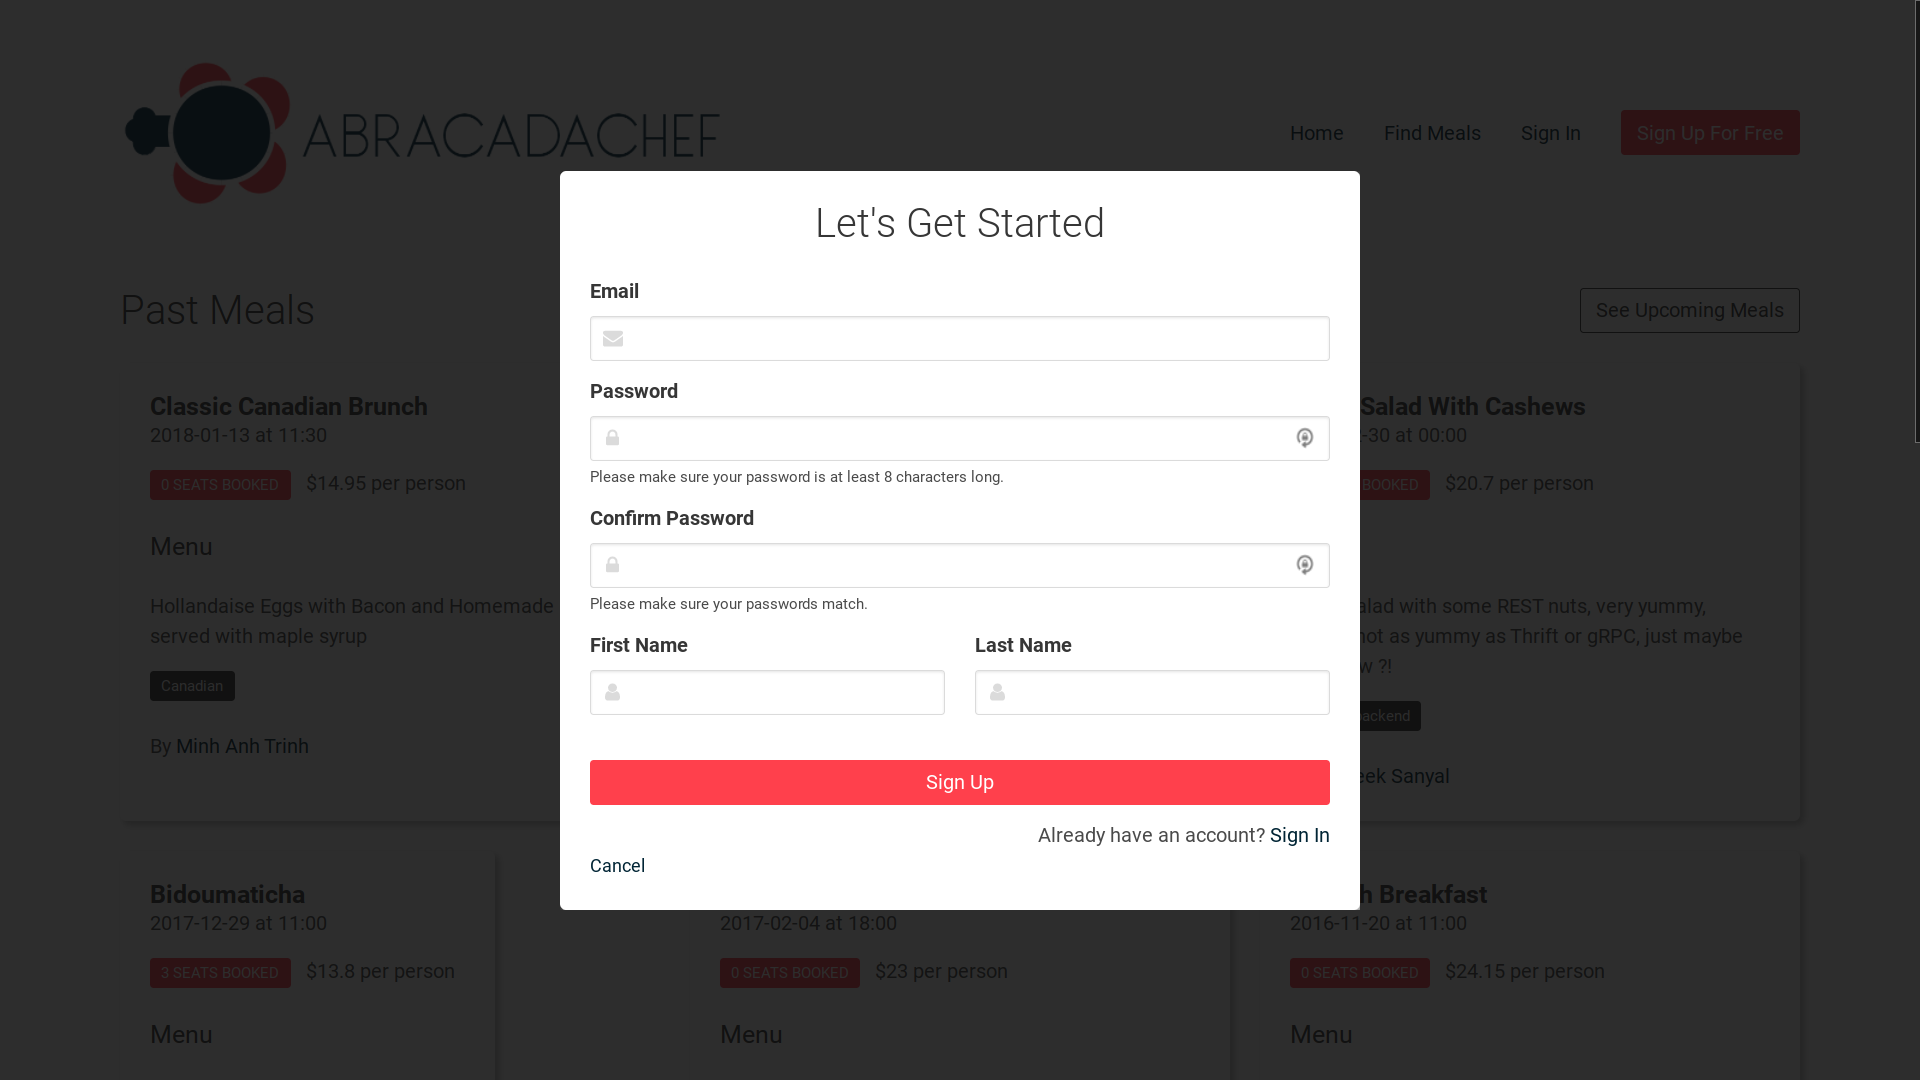 ABRACADACHEF
Home
Find Meals
Sign In
Sign Up For Free
Let's Get Started
Email
Password
Please make sure your password is at least 8 characters long.
Confirm Password
Please make sure your passwords match.
First Name
Last Name
Sign Up
Already have an account? Sign In
Cancel
Past Meals
See Upcoming Meals
Classic Canadian Brunch
2018-01-13 at 11:30
0 SEATS BOOKED
$14.95 per person
Menu
Hollandaise Eggs with Bacon and Homemade
served with maple syrup
Canadian
By Minh Anh Trinh
Salad With Cashews
-30 at 00:00
BOOKED
$20.7 per person
with some REST nuts, very yummy,
not as yummy as Thrift or gRPC, just maybe
?!
Sanyal
Bidoumaticha
2017-12-29 at 11:00
3 SEATS BOOKED
$13.8 per person
Menu
2017-02-04 at 18:00
0 SEATS BOOKED
$23 per person
Menu
Breakfast
2016-11-20 at 11:00
0 SEATS BOOKED
$24.15 per person
Menu